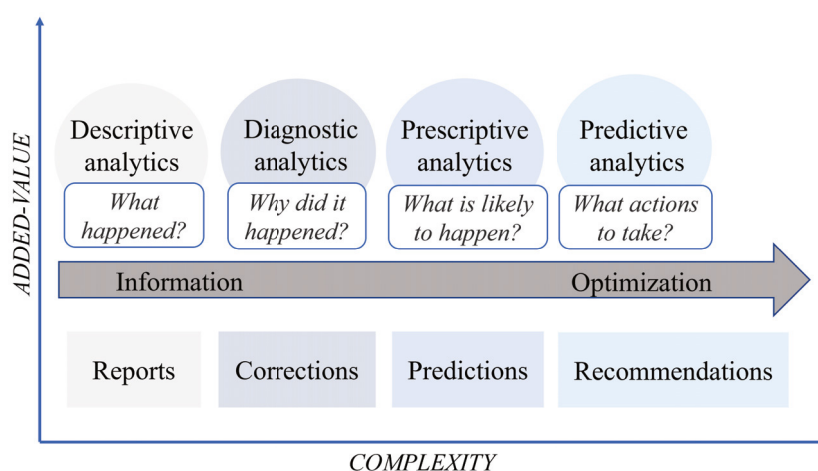 ADDED-VALUE
Descriptive
analytics
What
happened?
Diagnostic
analytics
Why did it
happened?
Prescriptive
analytics
What is likely
to happen?
Predictive
analytics
What actions
to take?
Information
Optimization
Reports
Corrections
Predictions
Recommendations
COMPLEXITY